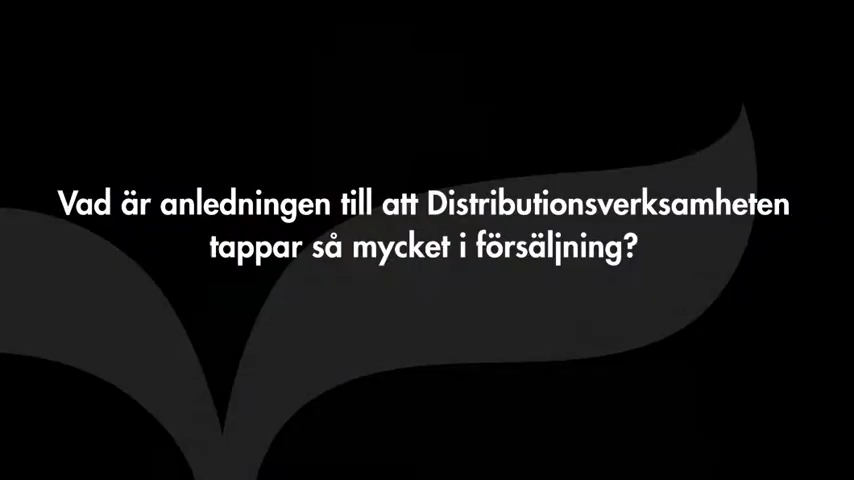 Vad är anledningen till att Distributionsverksamheten
tappar så mycket i försäljning?